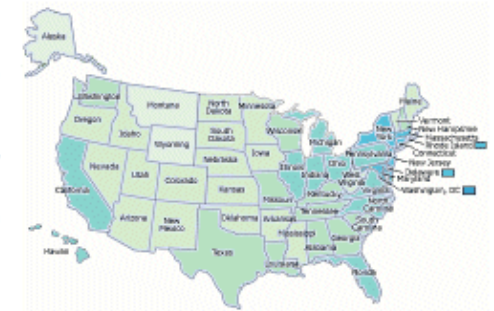 Alaska
Washington
Oregon
Idaho
Montana
North
Dakota
Minnesota
South
Dakota
Wyoming
Nebraska
Iowa
Wisconsin
Michigan
Nevada
Utah
Colorado
Kansas
Missouri
Illinois
Indiana
Ohio
Kentucky
West
Virginia
Virginia
Pennsylvania
New
York
Maine
Vermont
New Hampshire
Massachusetts
Rhode Island
Connecticut
New Jersey
Delaware
Maryland
Washington, DC
California
Arizona
New
Mexico
Oklahoma
Arkansas
Tennessee
North
Carolina
South
Carolina
Mississippi
Alabama
Georgia
Texas
Louisiana
Florida
Hawaii